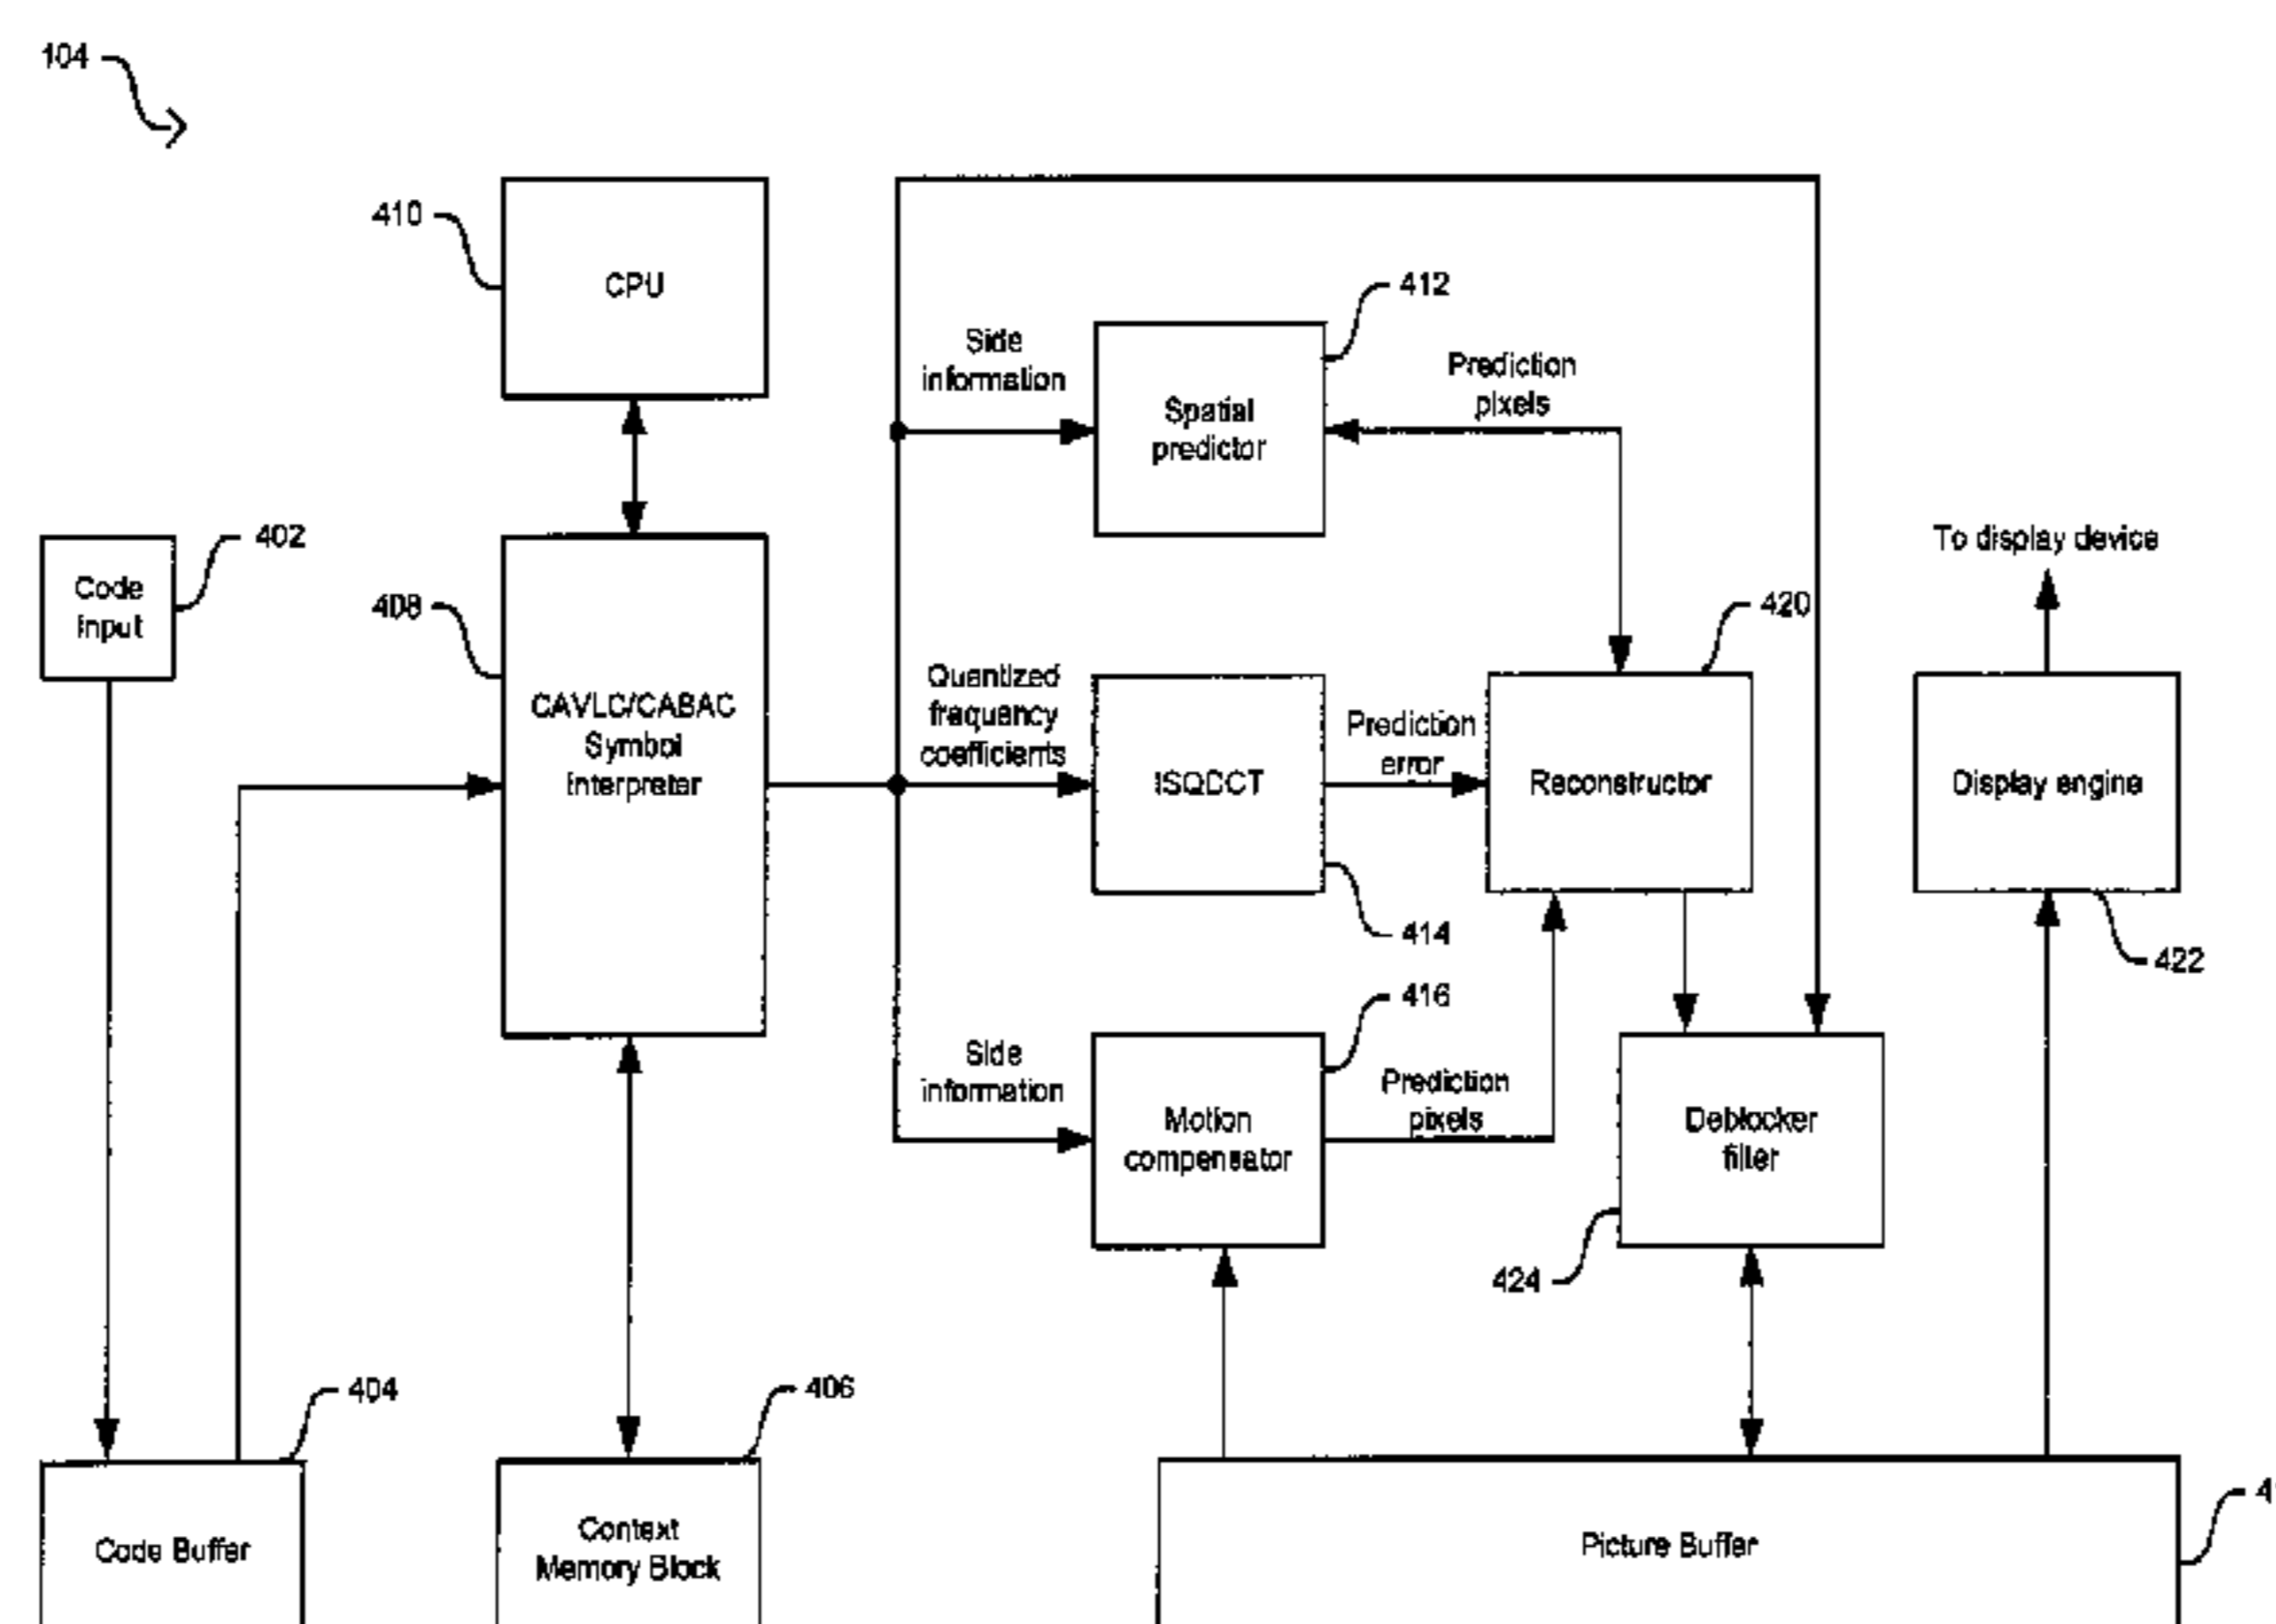 104
410
CPU
412
Side
information
Spatial
predictor
Prediction
pixels
402
Code
Input
To display device
408
420
CAVLC/CABAC
Symbol
Interpreter
Quantized
frequency
coefficients
ISQDCT
Prediction
error
Reconstructor
Display engine
414
422
416
Side
information
Motion
compensator
Prediction
pixels
Deblocker
filter
424
404
406
Code Buffer
Context
Memory Block
Picture Buffer